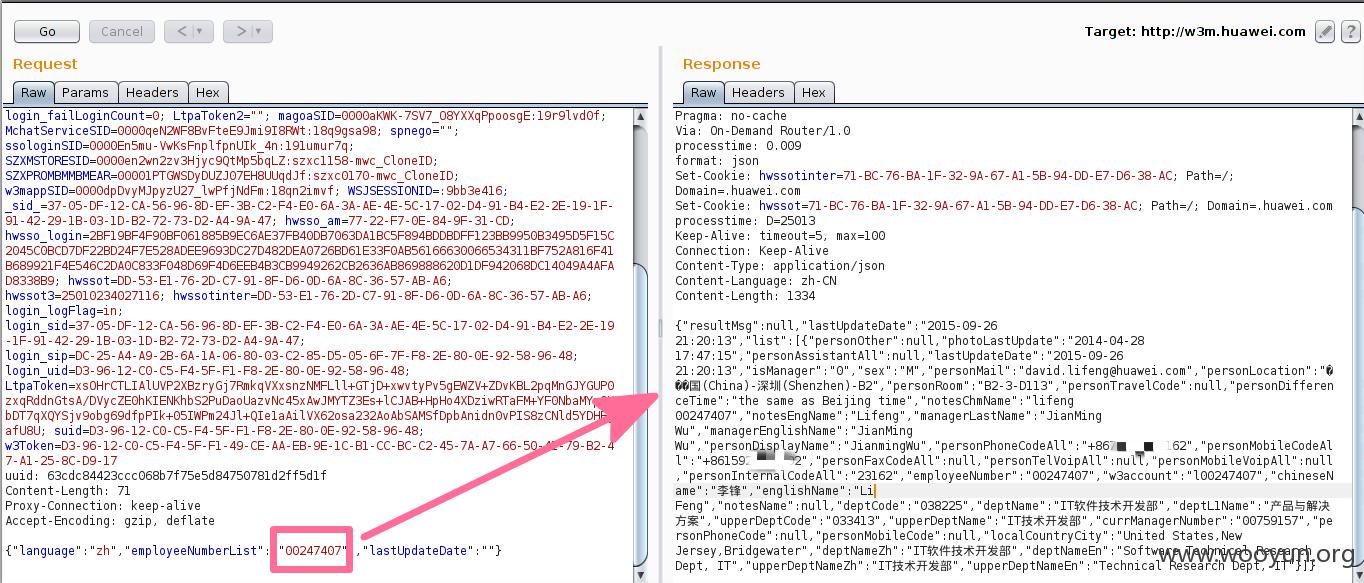 Go
Cancel
<
>
Target: http://w3m.huawei.com
?
Request
Raw Params Headers Hex
login_failLoginCount=0; LtpaToken2=""; magoaSID=0000aKWK-7SV7_O8YXXqPpoosgE:19r9lvd0f;
MchatServiceSID=0000qeN2WF8BvFteE9Jmi9I8RWt:18q9gsa98; spnego="";
ssologinSID=0000En5mu-VwKsFnplfpnUIk_4n:191umur7q;
SZXMSTORESID=0000en2wn2zv3Hjyc9QtMp5bqLZ:szxc1158-mwc_CloneID;
SZXPROMBMMBMEAR=00001PTGWSDyDUZJ07EH8UUqdJf:szxc0170-mwc_CloneID;
w3mappSID=0000dpDvyMJpyzU27_lwPfjNdFm:18qn2imvf; WSJSESSIONID=:9bb3e416;
_sid_=37-05-DF-12-CA-56-96-8D-EF-3B-C2-F4-E0-6A-3A-AE-4E-5C-17-02-D4-91-B4-E2-2E-19-1F-
91-42-29-1B-03-1D-B2-72-73-D2-A4-9A-47; hwsso_am=77-22-F7-0E-84-9F-31-CD;
hwsso_login=2BF19BF4F90BF061885B9EC6AE37FB40DB7063DA1BC5F894BDDBDFF123BB9950B3495D5F15C
2045C0BCD7DF22BD24F7E528ADEE9693DC27D482DEA0726BD61E33F0AB56166630066534311BF752A816F41
B689921F4E546C2DA0C833F048D69F4D6EEB4B3CB9949262CB2636AB869888620D1DF942068DC14049A4AFA
D8338B9; hwssot=DD-53-E1-76-2D-C7-91-8F-D6-0D-6A-8C-36-57-AB-A6;
hwssot3=25010234027116; hwssotinter=DD-53-E1-76-2D-C7-91-8F-D6-0D-6A-8C-36-57-AB-A6;
login_logFlag=in;
login_sid=37-05-DF-12-CA-56-96-8D-EF-3B-C2-F4-E0-6A-3A-AE-4E-5C-17-02-D4-91-B4-E2-2E-19
-1F-91-42-29-1B-03-1D-B2-72-73-D2-A4-9A-47;
login_sip=DC-25-A4-A9-2B-6A-1A-06-80-03-C2-85-D5-05-6F-7F-F8-2E-80-0E-92-58-96-48;
login_uid=D3-96-12-C0-C5-F4-5F-F1-F8-2E-80-0E-92-58-96-48;
LtpaToken=xsOHrCTLIAlUVP2XBzryGj7RmkqVXxsnzNMFLll+GTjD+xwvtyPv5gEWZV+ZDvKBL2pqMnGJYGUP0
zxqRddnGtsA/DVycZE0hKIENKhbS2PuDaoUazvNc45xAwJMYTZ3Es+lCJAB+HpHo4XDziwRTaFM+YF0NbaMY
bDT7qXQYSjv9obg69dfpPIk+05IWPm24Jl+QIe1aAilVX62osa232AoAbSAMSfDpbAnidnOvPIS8zCNld5YDHH
afU8U; suid=D3-96-12-C0-C5-F4-5F-F1-F8-2E-80-0E-92-58-96-48;
w3Token=D3-96-12-C0-C5-F4-5F-F1-49-CE-AA-EB-9E-1C-B1-CC-BC-C2-45-7A-A7-66-50-42-79-B2-4
7-A1-25-8C-D9-17
uuid: 63cdc84423ccc068b7f75e5d84750781d2ff5d1f
Content-Length: 71
Proxy-Connection: keep-alive
Accept-Encoding: gzip, deflate
{"language":"zh","employeeNumberList":"00247407","lastUpdateDate":""}
Response
Raw Headers Hex
Pragma: no-cache
Via: On-Demand Router/1.0
processtime: 0.009
format: json
Set-Cookie: hwssotinter=71-BC-76-BA-1F-32-9A-67-A1-5B-94-DD-E7-D6-38-AC; Path=/;
Domain=.huawei.com
Set-Cookie: hwssot=71-BC-76-BA-1F-32-9A-67-A1-5B-94-DD-E7-D6-38-AC; Path=/; Domain=.huawei.com
processtime: D=25013
Keep-Alive: timeout=5, max=100
Connection: Keep-Alive
Content-Type: application/json
Content-Language: zh-CN
Content-Length: 1334
{"resultMsg":null,"lastUpdateDate":"2015-09-26
21:20:13","list":[{"personOther":null,"photoLastUpdate":"2014-04-28
17:47:15","personAssistantAll":null,"lastUpdateDate":"2015-09-26
21:20:13","isManager":"0","sex":"M","personMail":"david.lifeng@huawei.com","personLocation":"�
��国(China)-深圳(Shenzhen)-B2","personRoom":"B2-3-D113","personTravelCode":null,"personDifferen
ceTime":"the same as Beijing time","notesChmName":"lifeng
00247407","notesEngName":"Lifeng","managerLastName":"JianMing
Wu","managerEnglishName":"JianMing
Wu","personDisplayName":"JianmingWu","personPhoneCodeAll":"+867 162","personMobileCodeAl
l":"+861592 2","personFaxCodeAll":null,"personTelVoipAll":null,"personMobileVoipAll":null
,"personInternalCodeAll":"23162","employeeNumber":"00247407","w3account":"l00247407","chineseN
ame":"李锋","englishName":"Li
Feng","notesName":null,"deptCode":"038225","deptName":"IT软件技术开发部","deptL1Name":"产品与解决
方案","upperDeptCode":"033413","upperDeptName":"IT技术开发部","currManagerNum":"00759157","pe
rsonPhoneCode":null,"personMobileCode":null,"localCountryCity":"United States,New
Jersey,Bridgewater","deptNameZh":"IT软件技术开发部","deptNameEn":"Software Technical Research
Dept, IT","upperDeptNameZh":"IT技术开发部","upperDeptNameEn":"Technical Research Dept, IT"}]}
www.wooyun.org